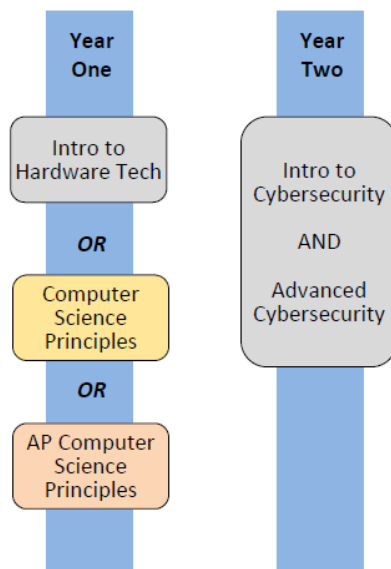 Year
One
Intro to
Hardware Tech
OR
Computer
Science
Principles
OR
AP Computer
Science
Principles
Year
Two
Intro to
Cybersecurity
AND
Advanced
Cybersecurity